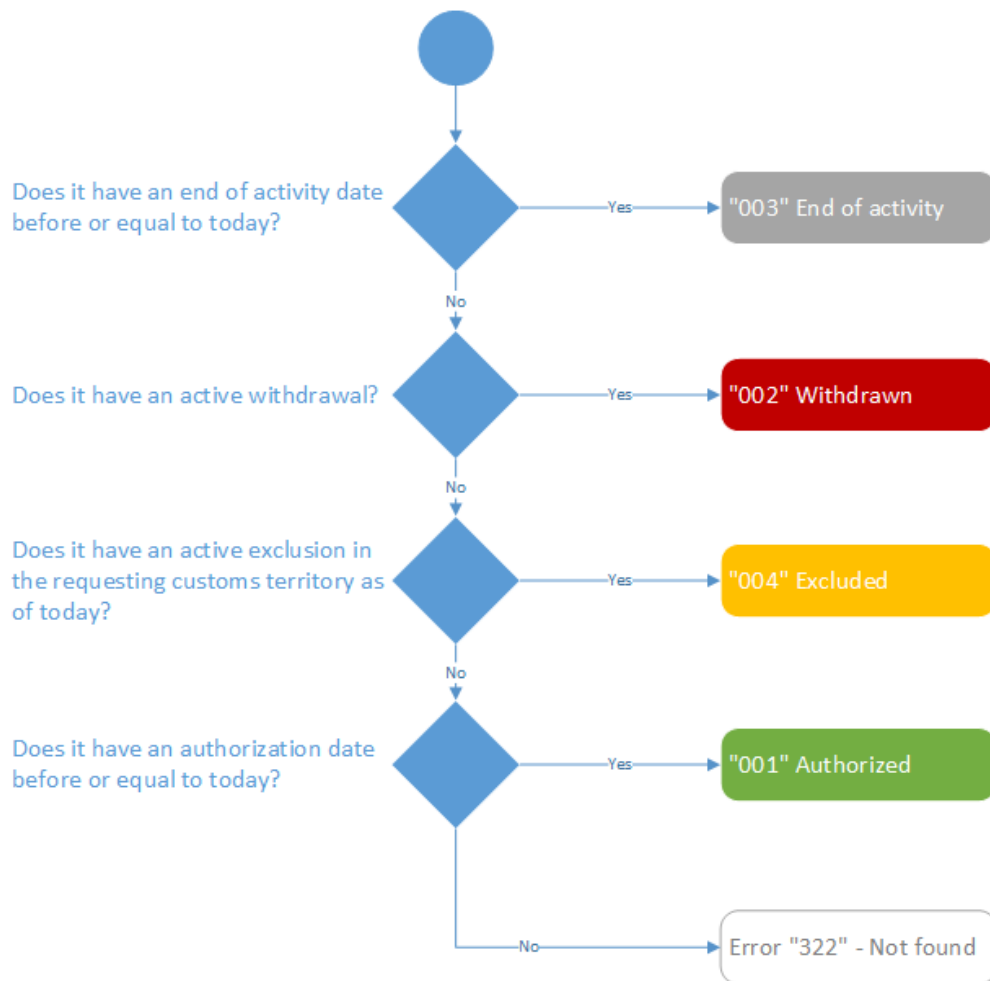 Does it have an end of activity date
before or equal to today?
Yes
"003" End of activity
No
Does it have an active withdrawal?
Yes
"002" Withdrawn
No
Does it have an active exclusion in
the requesting customs territory as
of today?
Yes
"004" Excluded
No
Does it have an authorization date
before or equal to today?
Yes
"001" Authorized
No
Error "322" - Not found